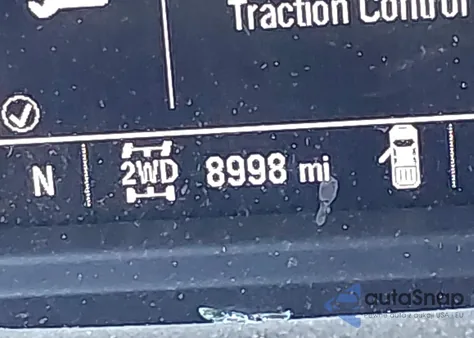 Traction Control
N
2WD
8998 mi
autoSnap